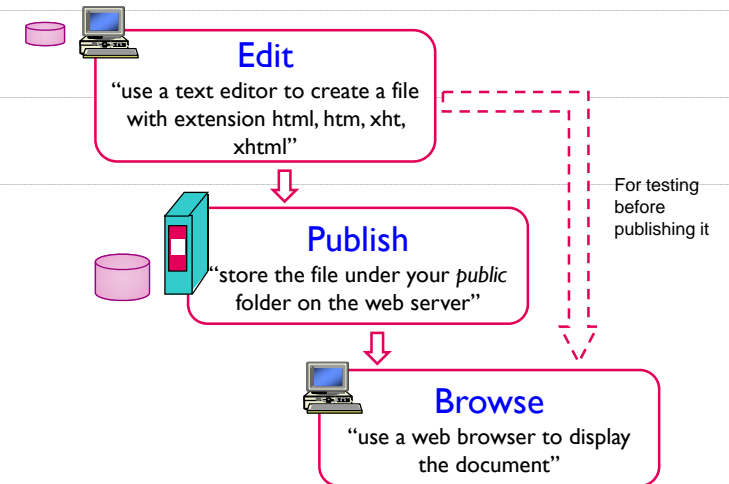 Edit
“use a text editor to create a file
with extension html, htm, xht,
xhtml”
For testing
before
publishing it
Publish
“store the file under your public
folder on the web server”
Browse
“use a web browser to display
the document”